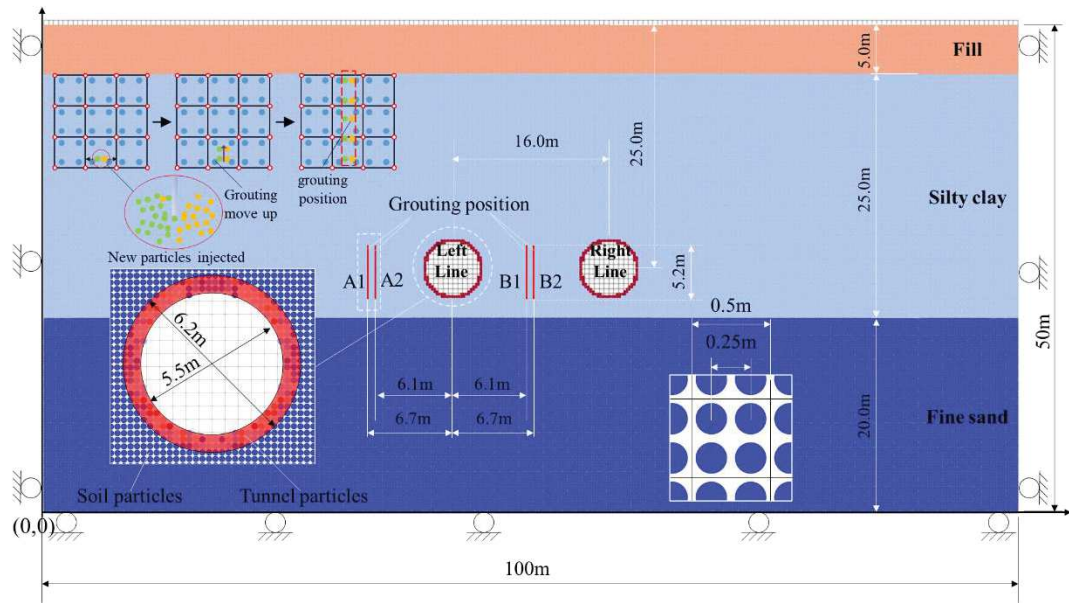 Fill
5.0m
16.0m
25.0m
25.0m
Silty clay
Grouting
move up
grouting
position
New particles injected
Grouting position
Left
Line
Right
Line
A1
A2
B1
B2
5.2m
6.2m
5.5m
6.1m
6.1m
6.7m
6.7m
0.5m
0.25m
50m
20.0m
Fine sand
Soil particles
Tunnel particles
(0,0)
100m